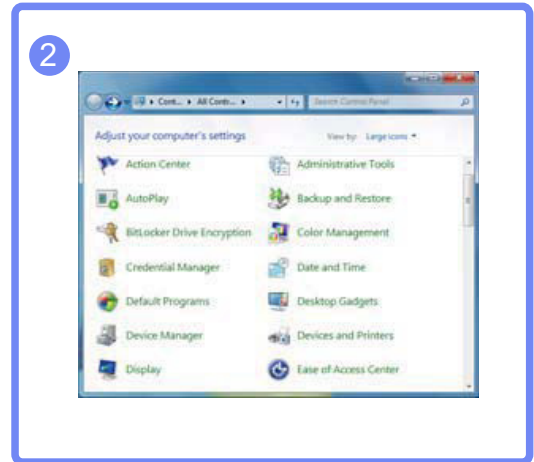 2
Cont... All Contr... Search Control Panel
Adjust your computer's settings View by: Large icons
Action Center Administrative Tools
AutoPlay Backup and Restore
BitLocker Drive Encryption Color Management
Credential Manager Date and Time
Default Programs Desktop Gadgets
Device Manager Devices and Printers
Display Ease of Access Center